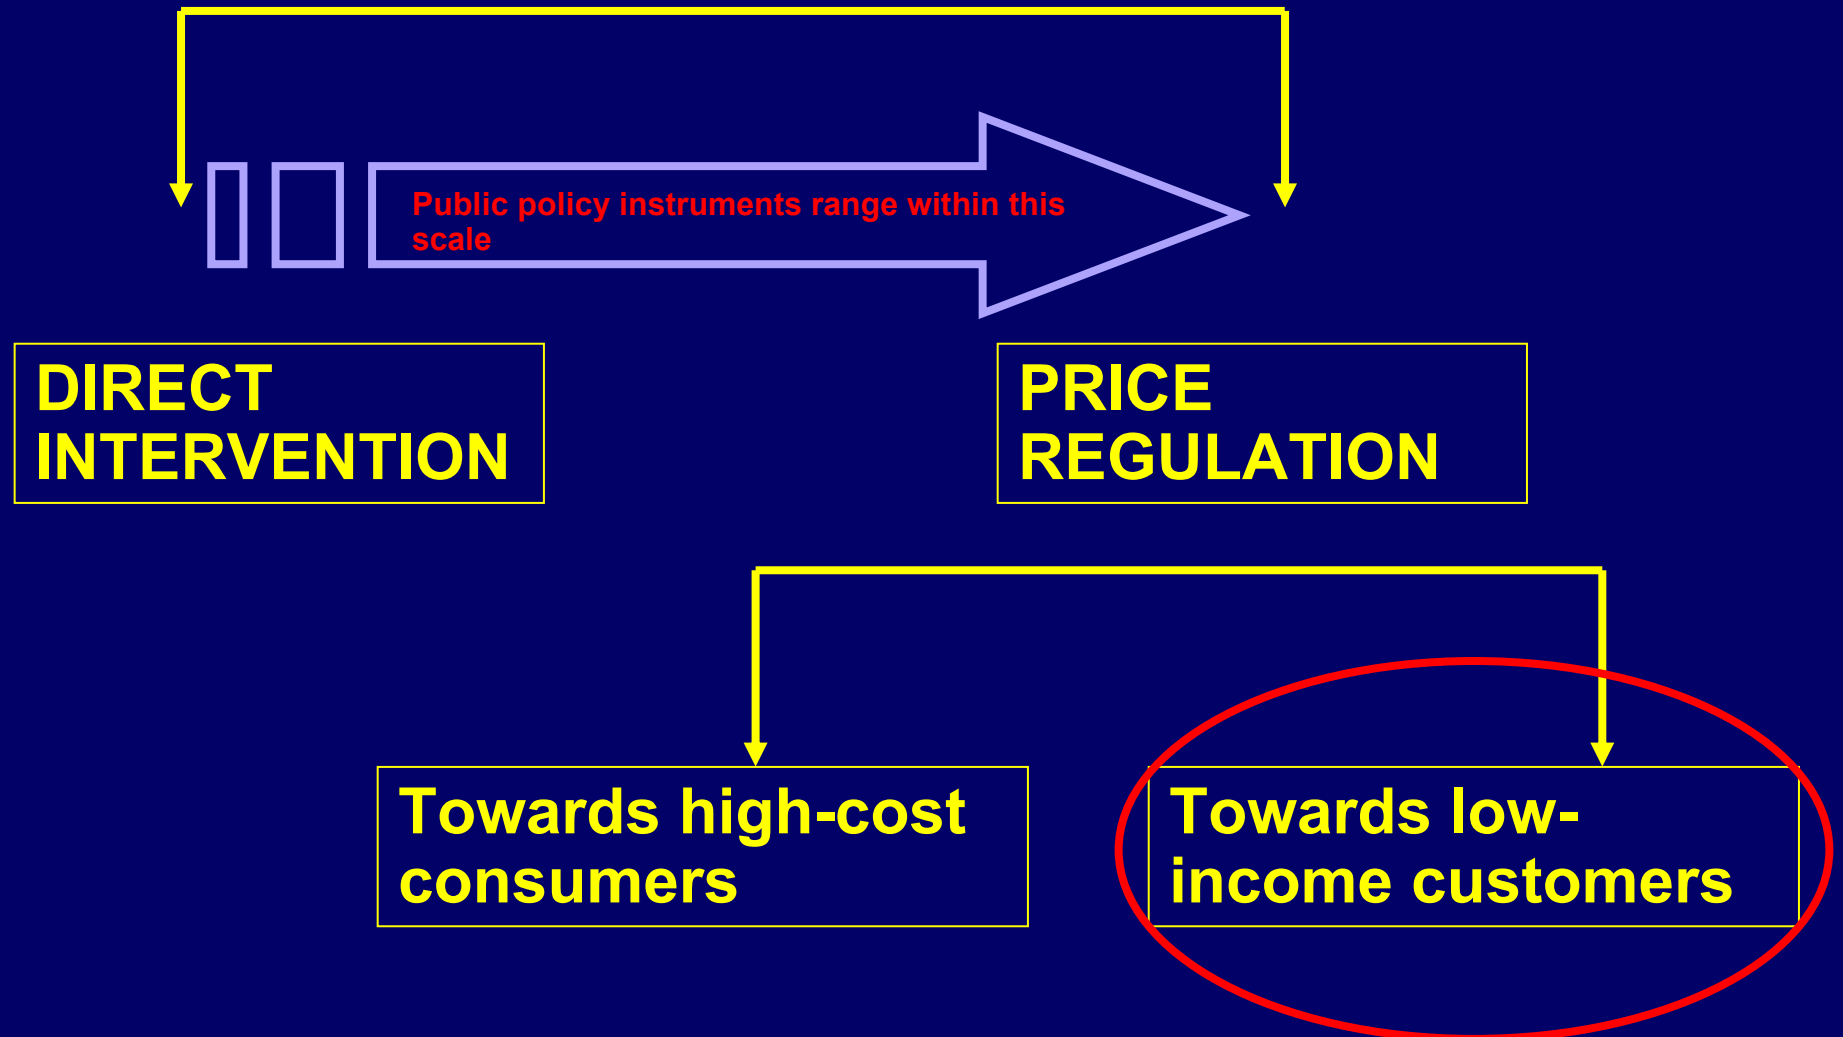 Public policy instruments range within this
scale
DIRECT
INTERVENTION
PRICE
REGULATION
Towards high-cost
consumers
Towards low-
income customers